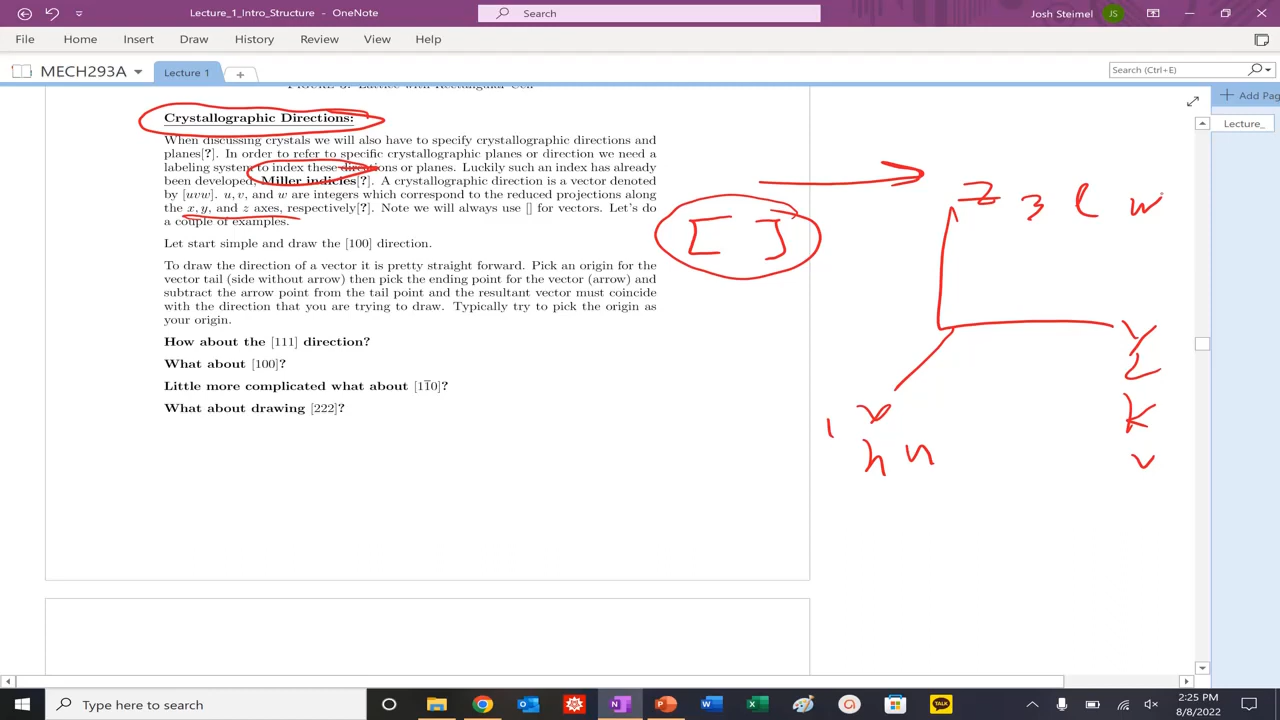 Lecture_1_Intro_Structure - OneNote
Search
Josh Steimel
JS
File Home Insert Draw History Review View Help
MECH293A
Lecture 1
Search (Ctrl+E)
Add Pag
Lecture_
Crystallographic Directions:
When discussing crystals we will also have to specify crystallographic directions and
planes[?]. In order to refer to specific crystallographic planes or direction we need a
labeling system to index these directions or planes. Luckily such an index has already
been developed, Miller indicies[?]. A crystallographic direction is a vector denoted
by [uvw]. u, v, and w are integers which correspond to the reduced projections along
the x, y, and z axes, respectively[?]. Note we will always use [] for vectors. Let's do
a couple of examples.
Let start simple and draw the [100] direction.
To draw the direction of a vector it is pretty straight forward. Pick an origin for the
vector tail (side without arrow) then pick the ending point for the vector (arrow) and
subtract the arrow point from the tail point and the resultant vector must coincide
with the direction that you are trying to draw. Typically try to pick the origin as
your origin.
How about the [111] direction?
What about [100]?
Little more complicated what about [11̅0]?
What about drawing [222]?
[ ]
z 3 l w
y
2
k
v
1 x
h u
Type here to search
TALK
2:25 PM
8/8/2022